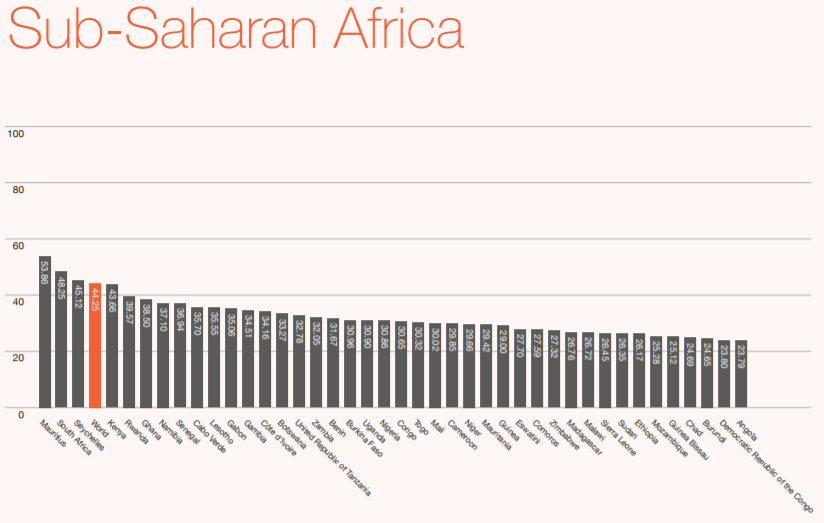 Sub-Saharan Africa
100
80
60
40
20
0
53.86
48.25
45.12
44.25
43.66
39.57
38.50
37.10
36.94
35.70
35.55
35.06
34.51
34.16
33.27
32.78
32.05
31.67
30.96
30.90
30.86
30.65
30.32
30.02
29.85
29.66
29.42
29.00
27.70
27.59
27.32
26.76
26.72
26.45
26.35
26.17
25.28
25.12
24.69
24.65
23.80
23.79
Mauritius
South Africa
Seychelles
World
Kenya
Rwanda
Ghana
Namibia
Senegal
Cabo Verde
Lesotho
Gabon
Gambia
Côte d'Ivoire
Botswana
United Republic of Tanzania
Zambia
Benin
Burkina Faso
Uganda
Nigeria
Congo
Togo
Mali
Cameroon
Niger
Mauritania
Guinea
Eswatini
Comoros
Zimbabwe
Madagascar
Malawi
Sierra Leone
Sudan
Ethiopia
Mozambique
Guinea Bissau
Chad
Burundi
Democratic Republic of the Congo
Angola